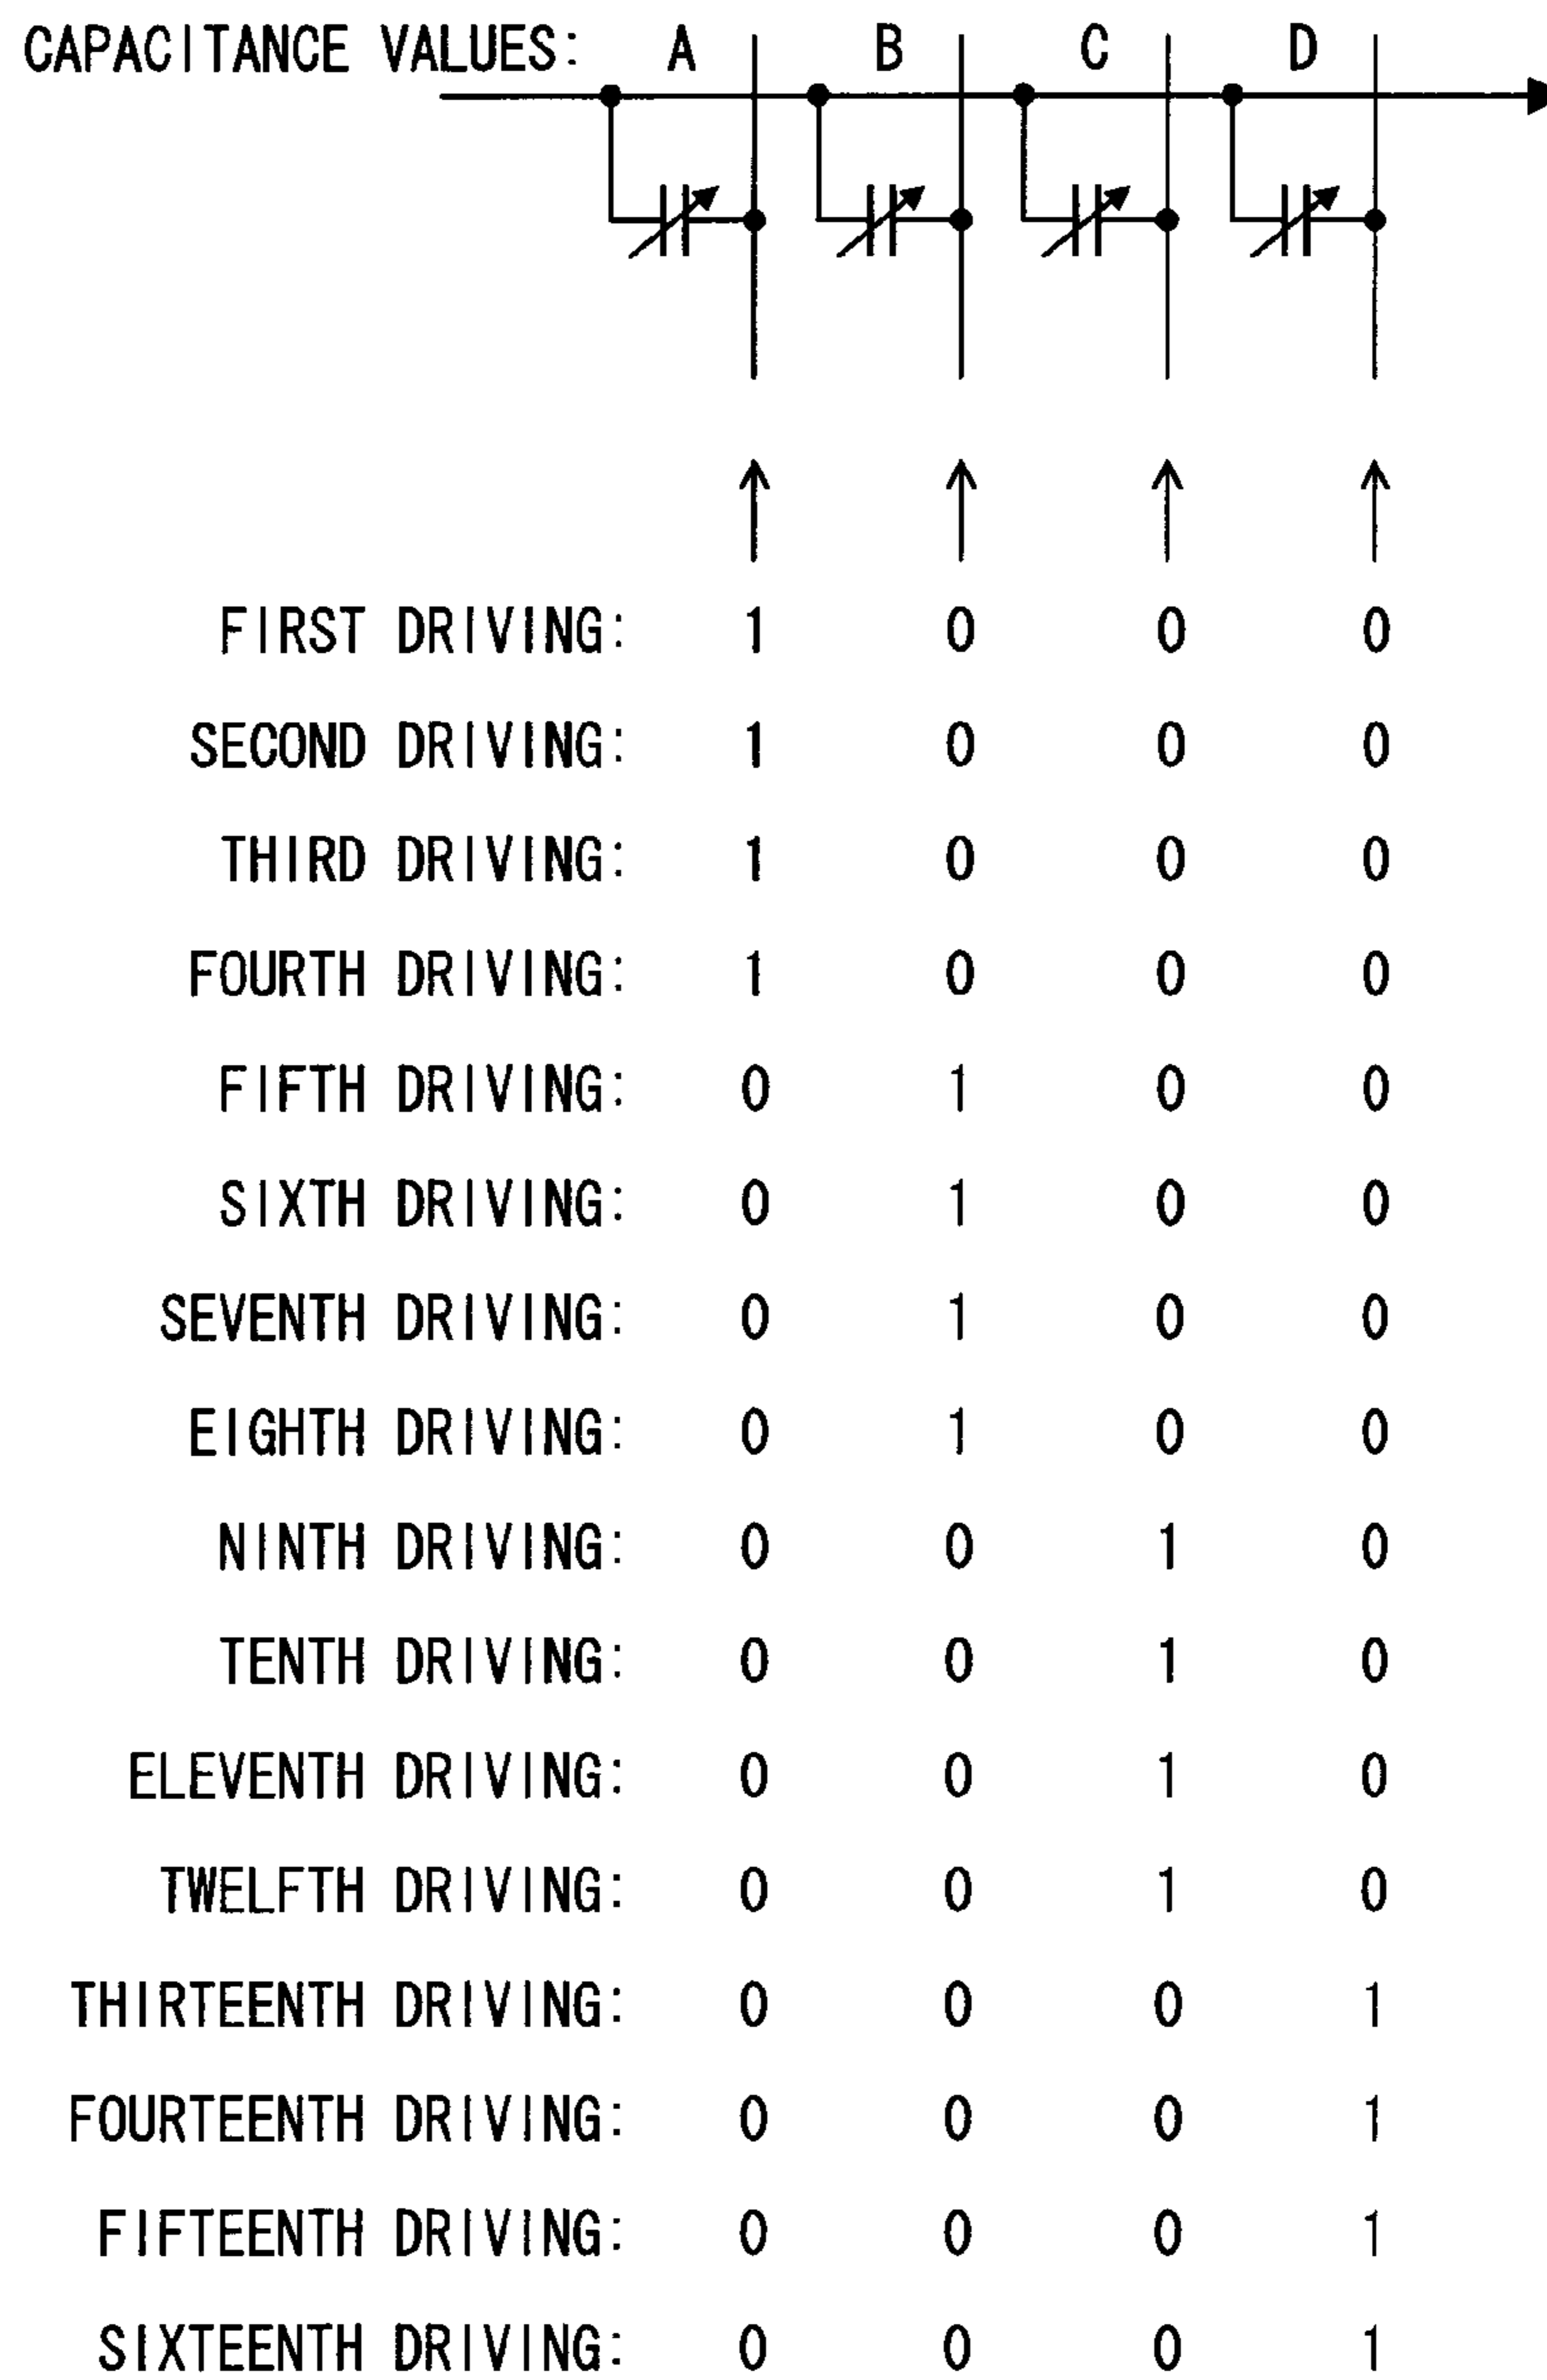 CAPACITANCE VALUES: A B C D
FIRST DRIVING: 1 0 0 0
SECOND DRIVING: 1 0 0 0
THIRD DRIVING: 1 0 0 0
FOURTH DRIVING: 1 0 0 0
FIFTH DRIVING: 0 1 0 0
SIXTH DRIVING: 0 1 0 0
SEVENTH DRIVING: 0 1 0 0
EIGHTH DRIVING: 0 1 0 0
NINTH DRIVING: 0 0 1 0
TENTH DRIVING: 0 0 1 0
ELEVENTH DRIVING: 0 0 1 0
TWELFTH DRIVING: 0 0 1 0
THIRTEENTH DRIVING: 0 0 0 1
FOURTEENTH DRIVING: 0 0 0 1
FIFTEENTH DRIVING: 0 0 0 1
SIXTEENTH DRIVING: 0 0 0 1